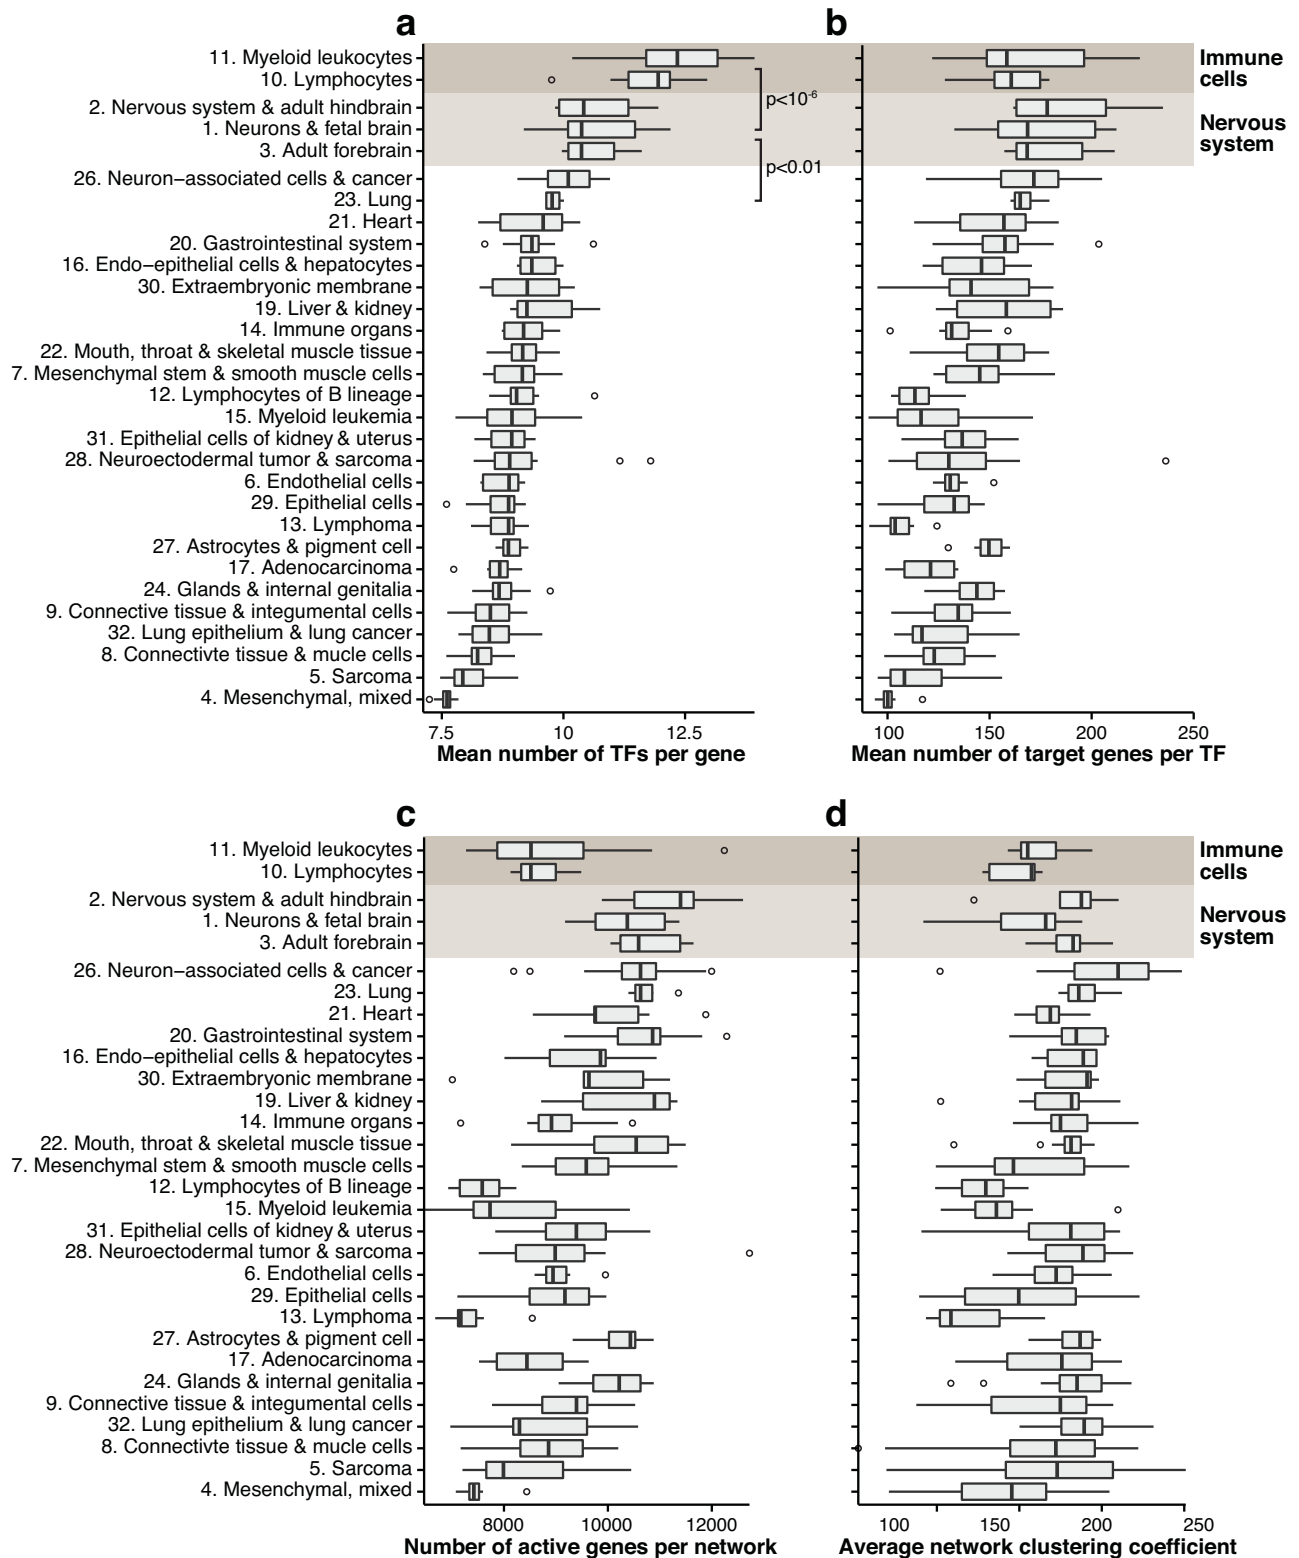 a
b
11. Myeloid leukocytes
10. Lymphocytes
2. Nervous system & adult hindbrain
1. Neurons & fetal brain
3. Adult forebrain
26. Neuron−associated cells & cancer
23. Lung
21. Heart
20. Gastrointestinal system
16. Endo−epithelial cells & hepatocytes
30. Extraembryonic membrane
19. Liver & kidney
14. Immune organs
22. Mouth, throat & skeletal muscle tissue
7. Mesenchymal stem & smooth muscle cells
12. Lymphocytes of B lineage
15. Myeloid leukemia
31. Epithelial cells of kidney & uterus
28. Neuroectodermal tumor & sarcoma
6. Endothelial cells
29. Epithelial cells
13. Lymphoma
27. Astrocytes & pigment cell
17. Adenocarcinoma
24. Glands & internal genitalia
9. Connective tissue & integumental cells
32. Lung epithelium & lung cancer
8. Connectivte tissue & mucle cells
5. Sarcoma
4. Mesenchymal, mixed
p<10⁻⁶
p<0.01
Immune
cells
Nervous
system
7.5 10 12.5
Mean number of TFs per gene
100 150 200 250
Mean number of target genes per TF
c
d
11. Myeloid leukocytes
10. Lymphocytes
2. Nervous system & adult hindbrain
1. Neurons & fetal brain
3. Adult forebrain
26. Neuron−associated cells & cancer
23. Lung
21. Heart
20. Gastrointestinal system
16. Endo−epithelial cells & hepatocytes
30. Extraembryonic membrane
19. Liver & kidney
14. Immune organs
22. Mouth, throat & skeletal muscle tissue
7. Mesenchymal stem & smooth muscle cells
12. Lymphocytes of B lineage
15. Myeloid leukemia
31. Epithelial cells of kidney & uterus
28. Neuroectodermal tumor & sarcoma
6. Endothelial cells
29. Epithelial cells
13. Lymphoma
27. Astrocytes & pigment cell
17. Adenocarcinoma
24. Glands & internal genitalia
9. Connective tissue & integumental cells
32. Lung epithelium & lung cancer
8. Connectivte tissue & mucle cells
5. Sarcoma
4. Mesenchymal, mixed
Immune
cells
Nervous
system
8000 10000 12000
Number of active genes per network
100 150 200 250
Average network clustering coefficient